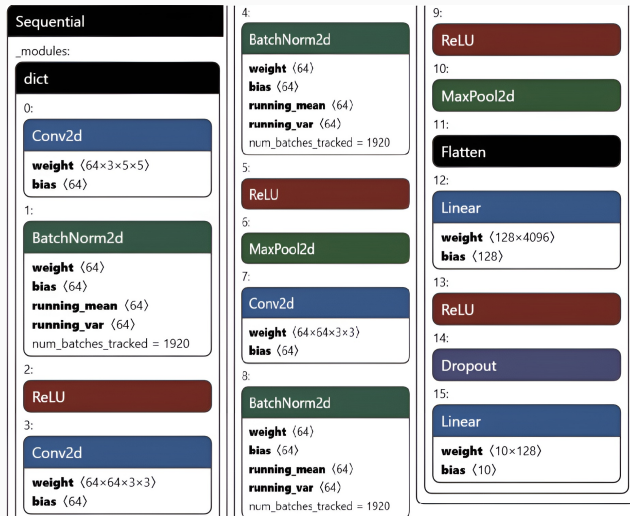 Sequential
_modules:
dict
0:
Conv2d
weight ⟨64×3×5×5⟩
bias ⟨64⟩
1:
BatchNorm2d
weight ⟨64⟩
bias ⟨64⟩
running_mean ⟨64⟩
running_var ⟨64⟩
num_batches_tracked = 1920
2:
ReLU
3:
Conv2d
weight ⟨64×64×3×3⟩
bias ⟨64⟩
4:
BatchNorm2d
weight ⟨64⟩
bias ⟨64⟩
running_mean ⟨64⟩
running_var ⟨64⟩
num_batches_tracked = 1920
5:
ReLU
6:
MaxPool2d
7:
Conv2d
weight ⟨64×64×3×3⟩
bias ⟨64⟩
8:
BatchNorm2d
weight ⟨64⟩
bias ⟨64⟩
running_mean ⟨64⟩
running_var ⟨64⟩
num_batches_tracked = 1920
9:
ReLU
10:
MaxPool2d
11:
Flatten
12:
Linear
weight ⟨128×4096⟩
bias ⟨128⟩
13:
ReLU
14:
Dropout
15:
Linear
weight ⟨10×128⟩
bias ⟨10⟩